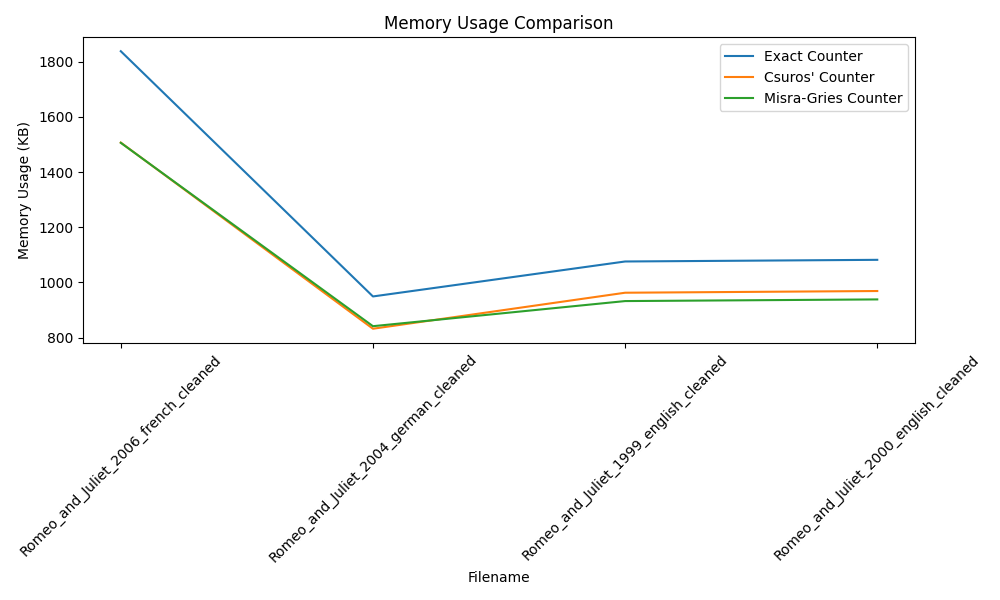 Memory Usage Comparison
Exact Counter
Csuros' Counter
Misra-Gries Counter
Memory Usage (KB)
1800
1600
1400
1200
1000
800
Romeo_and_Juliet_2006_french_cleaned
Romeo_and_Juliet_2004_german_cleaned
Romeo_and_Juliet_1999_english_cleaned
Romeo_and_Juliet_2000_english_cleaned
Filename